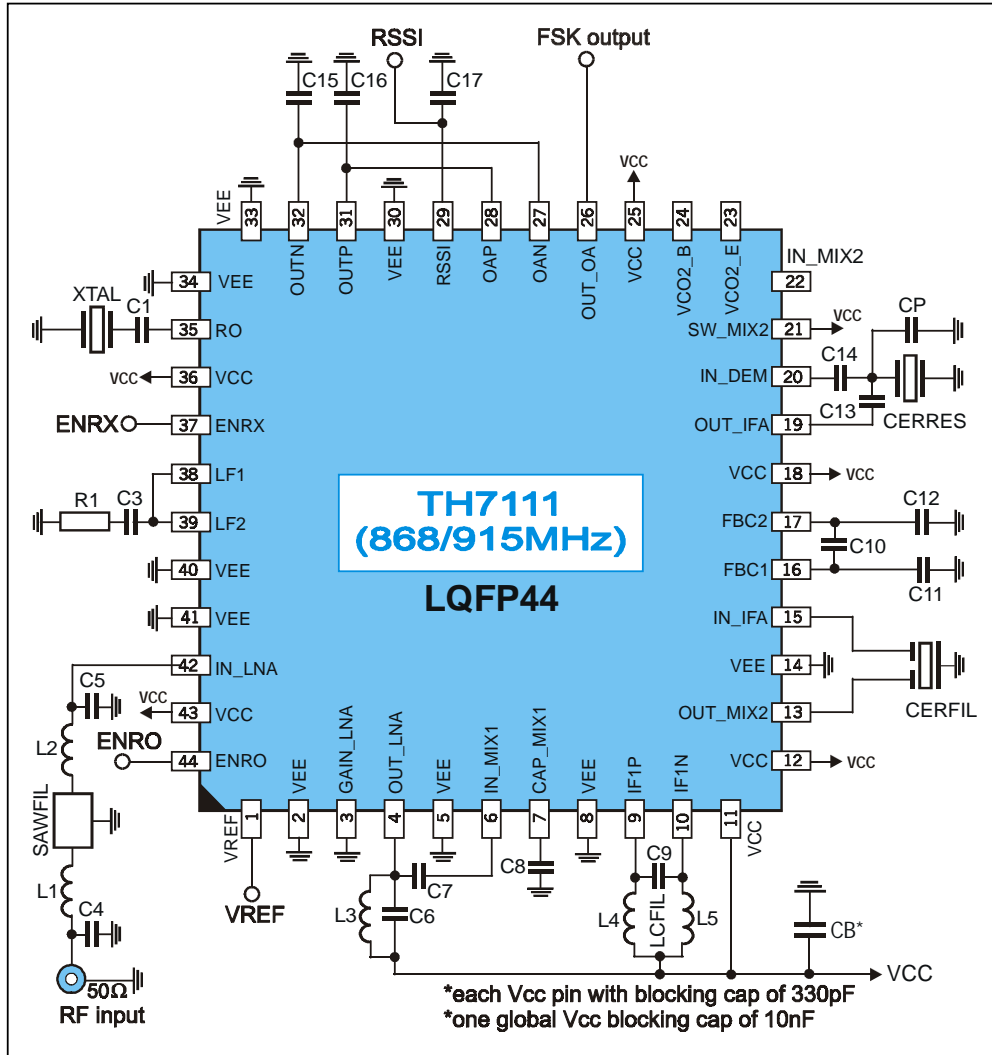 RSSI
FSK output
C15
C16
C17
VCC
VEE
33
32
31
30
29
28
27
26
25
24
23
OUTN
OUTP
VEE
RSSI
OAP
OAN
OUT_OA
VCC
VCO2_B
VCO2_E
IN_MIX2
22
34
VEE
XTAL
C1
35
RO
VCC
36
VCC
ENRX
37
ENRX
38
LF1
R1
C3
39
LF2
40
VEE
41
VEE
42
IN_LNA
C5
VCC
43
VCC
L2
ENRO
44
ENRO
SAWFIL
L1
C4
50Ω
RF input
TH7111
(868/915MHz)
LQFP44
SW_MIX2
21
VCC
CP
IN_DEM
20
C14
C13
CERRES
OUT_IFA
19
VCC
18
VCC
FBC2
17
C12
C10
FBC1
16
C11
IN_IFA
15
VEE
14
OUT_MIX2
13
CERFIL
VCC
12
VCC
VEE
GAIN_LNA
OUT_LNA
VEE
IN_MIX1
CAP_MIX1
VEE
IF1P
IF1N
VREF
1
2
3
4
5
6
7
8
9
10
11
VCC
VREF
L3
C6
C7
C8
C9
L4
LCFIL
L5
CB*
VCC
*each Vcc pin with blocking cap of 330pF
*one global Vcc blocking cap of 10nF